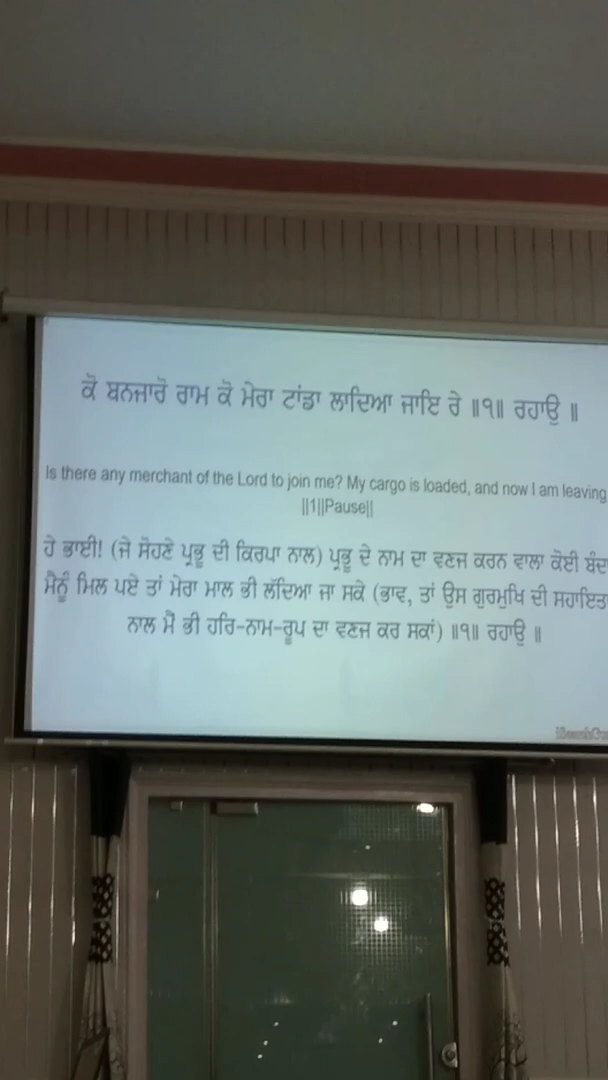 ਕੋ ਬਨਜਾਰੋ ਰਾਮ ਕੋ ਮੇਰਾ ਟਾਂਡਾ ਲਾਦਿਆ ਜਾਇ ਰੇ ॥੧॥ ਰਹਾਉ ॥
Is there any merchant of the Lord to join me? My cargo is loaded, and now I am leaving
||1||Pause||
ਹੇ ਭਾਈ! (ਜੇ ਸੋਹਣੇ ਪ੍ਰਭੂ ਦੀ ਕਿਰਪਾ ਨਾਲ) ਪ੍ਰਭੂ ਦੇ ਨਾਮ ਦਾ ਵਣਜ ਕਰਨ ਵਾਲਾ ਕੋਈ ਬੰਦਾ
ਮੈਨੂੰ ਮਿਲ ਪਏ ਤਾਂ ਮੇਰਾ ਮਾਲ ਭੀ ਲੱਦਿਆ ਜਾ ਸਕੇ (ਭਾਵ, ਤਾਂ ਉਸ ਗੁਰਮੁਖਿ ਦੀ ਸਹਾਇਤਾ
ਨਾਲ ਮੈਂ ਭੀ ਹਰਿ-ਨਾਮ-ਰੂਪ ਦਾ ਵਣਜ ਕਰ ਸਕਾਂ) ॥੧॥ ਰਹਾਉ ॥